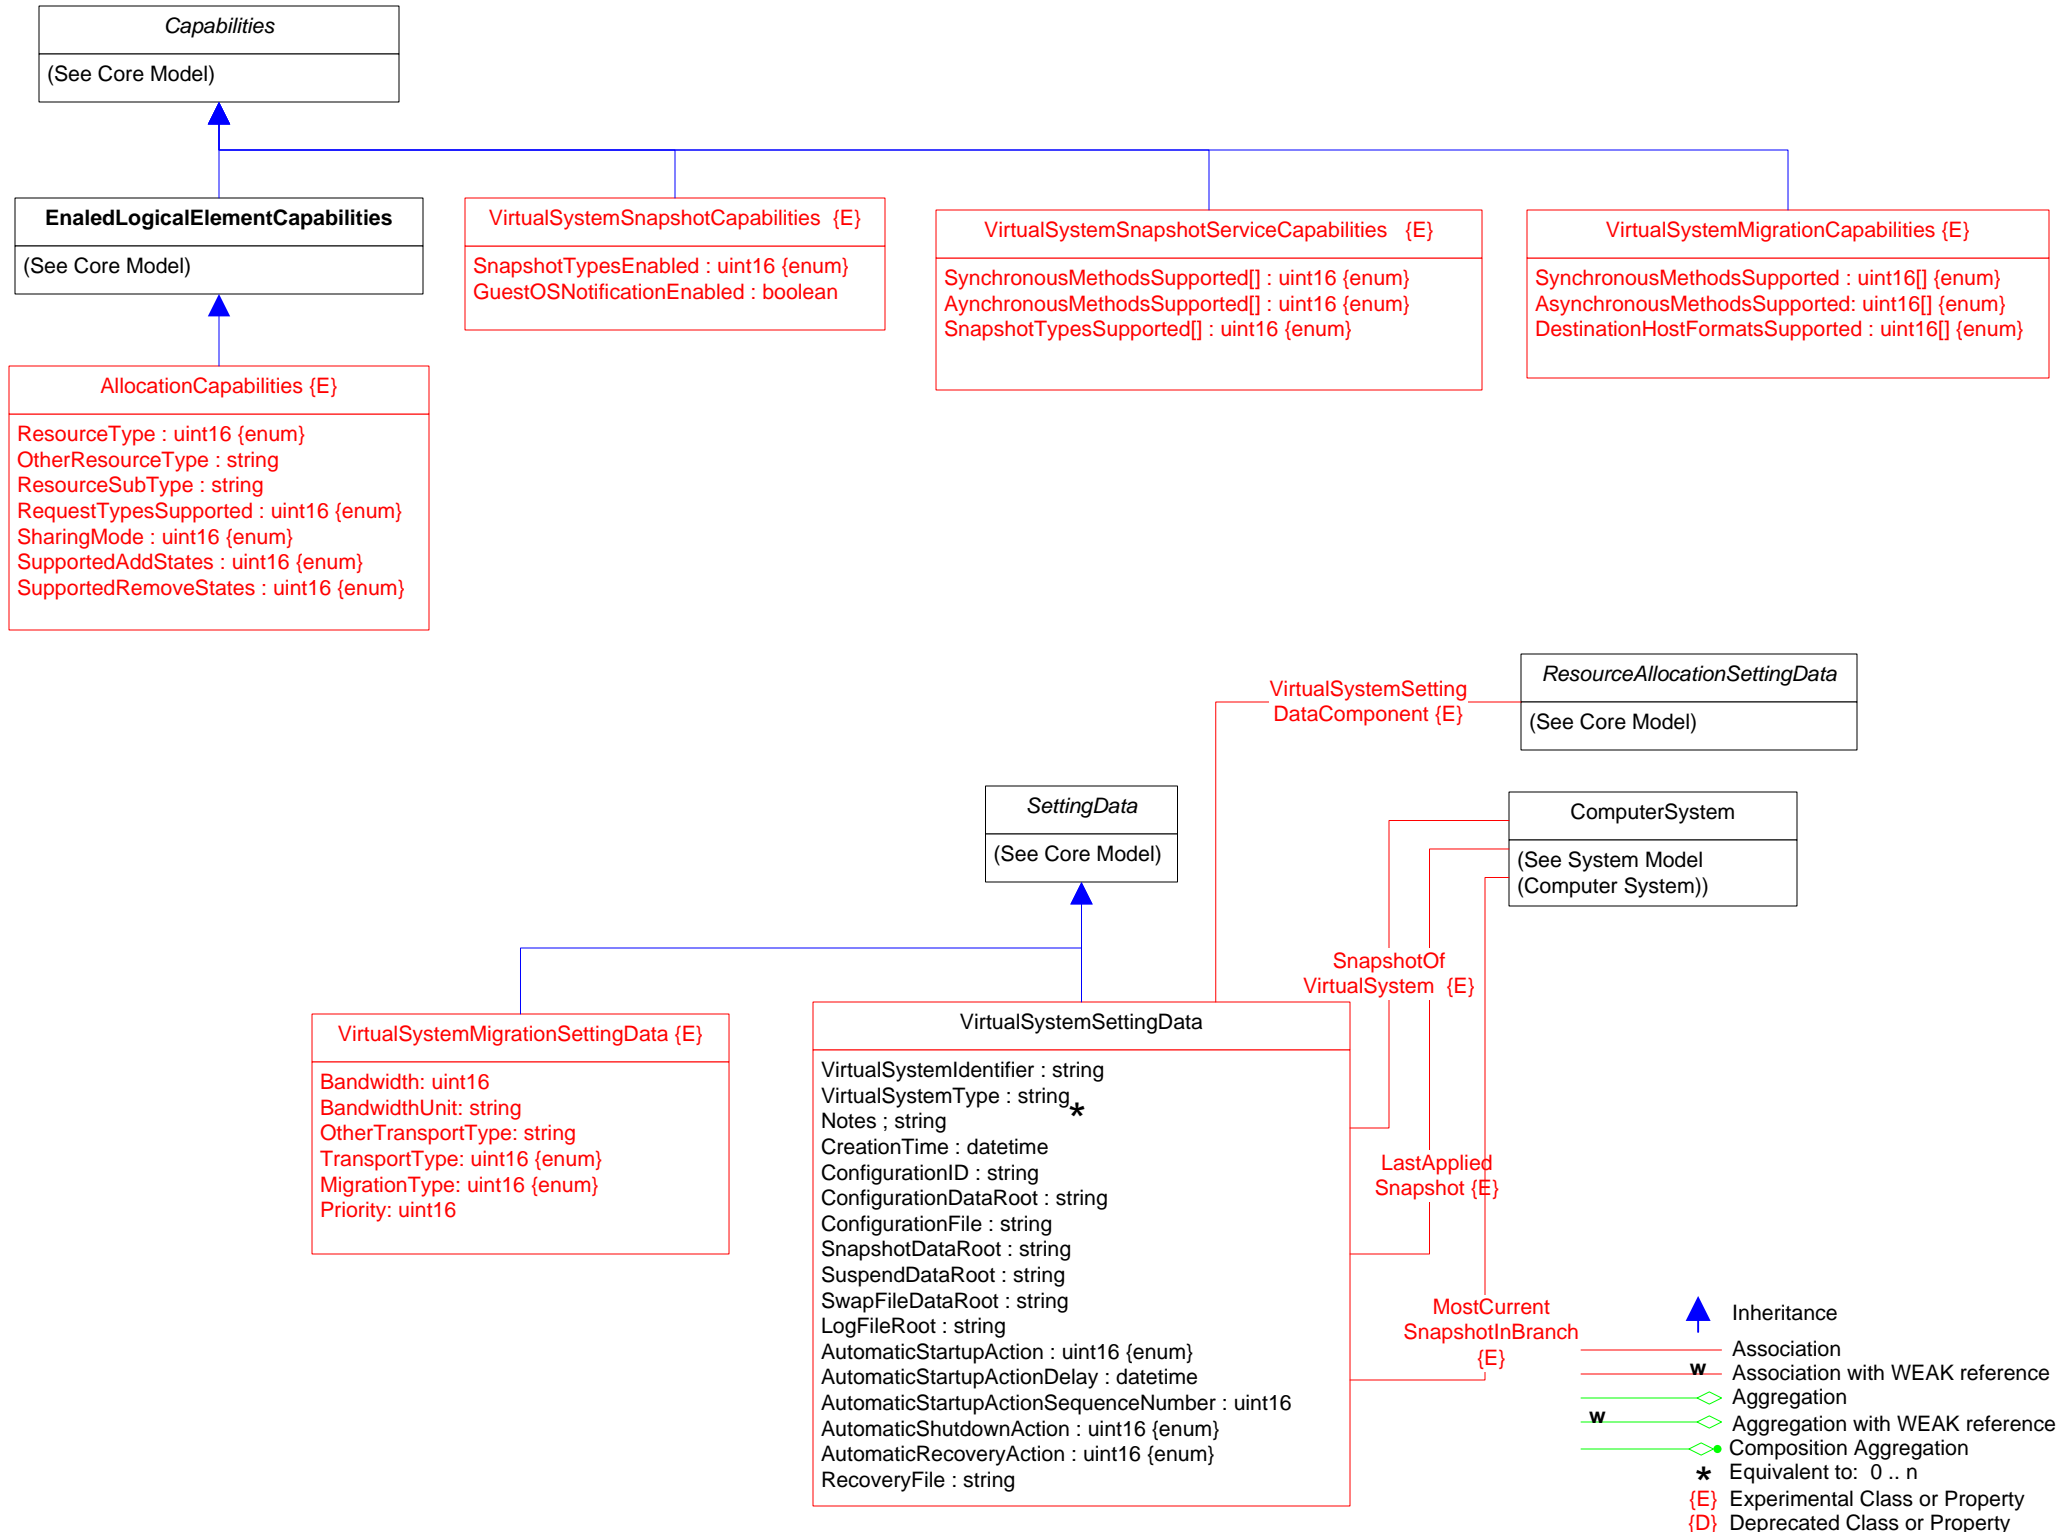 Capabilities
(See Core Model)
EnaledLogicalElementCapabilities
(See Core Model)
VirtualSystemSnapshotCapabilities {E}
SnapshotTypesEnabled : uint16 {enum}
GuestOSNotificationEnabled : boolean
VirtualSystemSnapshotServiceCapabilities {E}
SynchronousMethodsSupported[] : uint16 {enum}
AynchronousMethodsSupported[] : uint16 {enum}
SnapshotTypesSupported[] : uint16 {enum}
VirtualSystemMigrationCapabilities {E}
SynchronousMethodsSupported : uint16[] {enum}
AsynchronousMethodsSupported: uint16[] {enum}
DestinationHostFormatsSupported : uint16[] {enum}
AllocationCapabilities {E}
ResourceType : uint16 {enum}
OtherResourceType : string
ResourceSubType : string
RequestTypesSupported : uint16 {enum}
SharingMode : uint16 {enum}
SupportedAddStates : uint16 {enum}
SupportedRemoveStates : uint16 {enum}
VirtualSystemSetting
DataComponent {E}
ResourceAllocationSettingData
(See Core Model)
SettingData
(See Core Model)
ComputerSystem
(See System Model
(Computer System))
SnapshotOf
VirtualSystem {E}
VirtualSystemMigrationSettingData {E}
Bandwidth: uint16
BandwidthUnit: string
OtherTransportType: string
TransportType: uint16 {enum}
MigrationType: uint16 {enum}
Priority: uint16
VirtualSystemSettingData
VirtualSystemIdentifier : string
VirtualSystemType : string
*
Notes ; string
CreationTime : datetime
ConfigurationID : string
ConfigurationDataRoot : string
ConfigurationFile : string
SnapshotDataRoot : string
SuspendDataRoot : string
SwapFileDataRoot : string
LogFileRoot : string
AutomaticStartupAction : uint16 {enum}
AutomaticStartupActionDelay : datetime
AutomaticStartupActionSequenceNumber : uint16
AutomaticShutdownAction : uint16 {enum}
AutomaticRecoveryAction : uint16 {enum}
RecoveryFile : string
LastApplied
Snapshot {E}
MostCurrent
SnapshotInBranch
{E}
Inheritance
Association
w Association with WEAK reference
Aggregation
w Aggregation with WEAK reference
Composition Aggregation
* Equivalent to: 0 .. n
{E} Experimental Class or Property
{D} Deprecated Class or Property